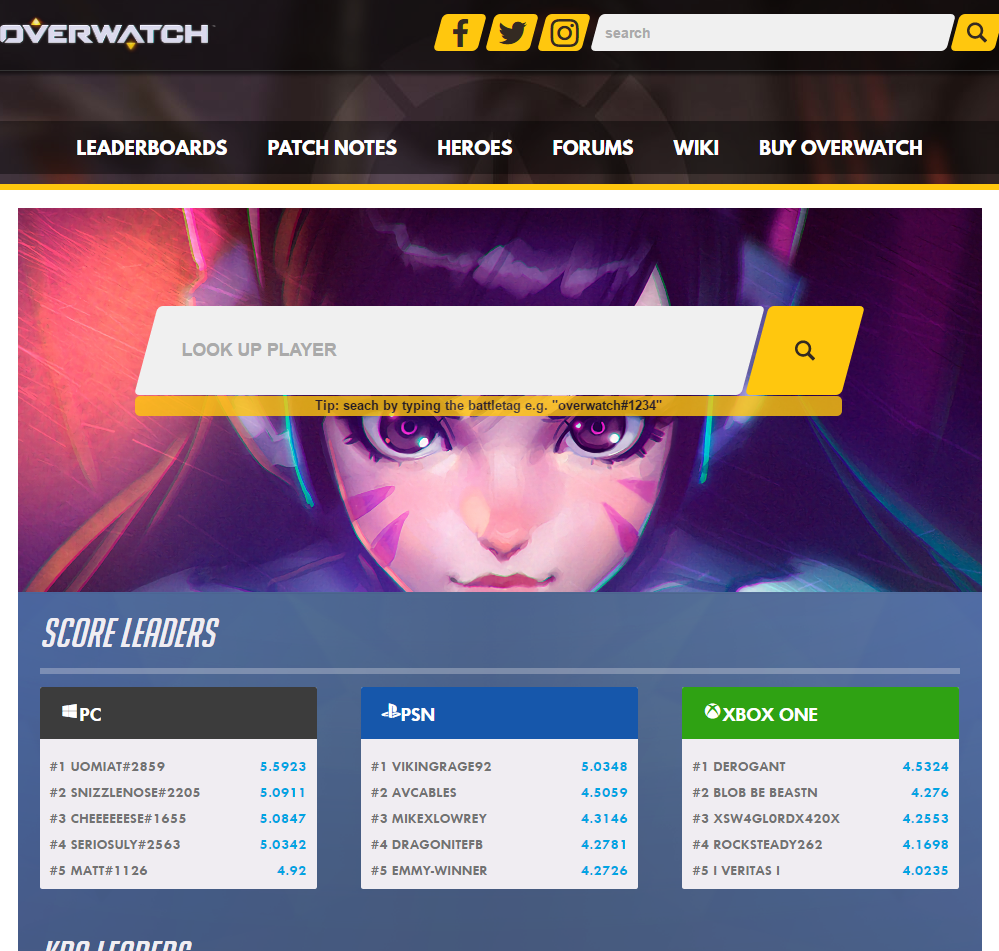 OVERWATCH
search
LEADERBOARDS PATCH NOTES HEROES FORUMS WIKI BUY OVERWATCH
LOOK UP PLAYER
Tip: seach by typing the battletag e.g. "overwatch#1234"
SCORE LEADERS
PC
#1 UOMIAT#2859 5.5923
#2 SNIZZLENOSE#2205 5.0911
#3 CHEEEEEESE#1655 5.0847
#4 SERIOSULY#2563 5.0342
#5 MATT#1126 4.92
PSN
#1 VIKINGRAGE92 5.0348
#2 AVCABLES 4.5059
#3 MIKEXLOWREY 4.3146
#4 DRAGONITEFB 4.2781
#5 EMMY-WINNER 4.2726
XBOX ONE
#1 DEROGANT 4.5324
#2 BLOB BE BEASTN 4.276
#3 XSW4GL0RDX420X 4.2553
#4 ROCKSTEADY262 4.1698
#5 I VERITAS I 4.0235